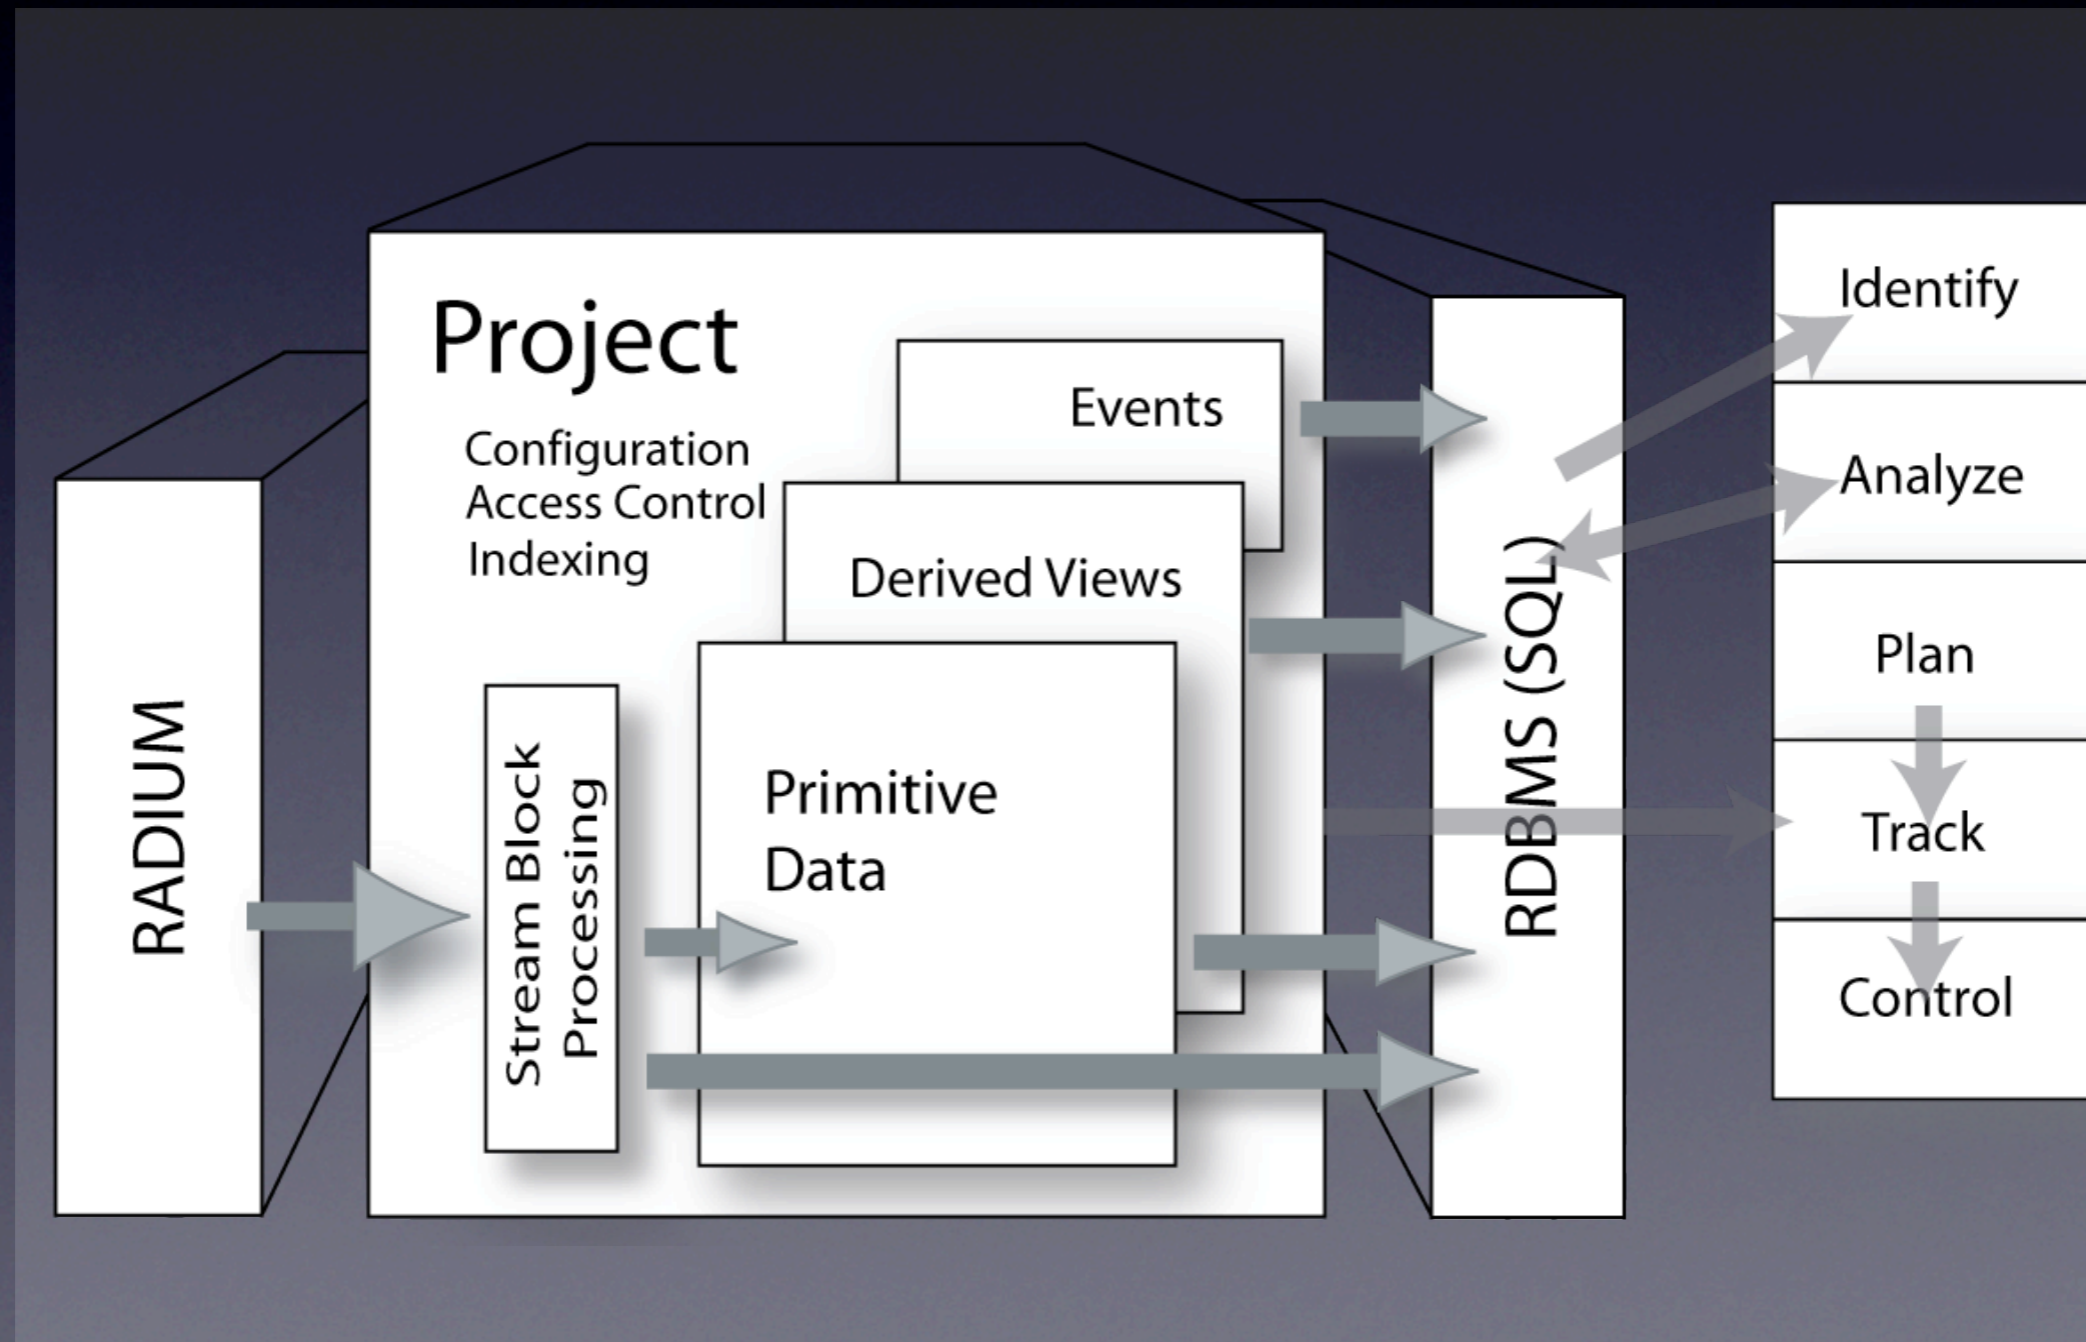 RADIUM
Project
Configuration
Access Control
Indexing
Events
Derived Views
Primitive
Data
Stream Block
Processing
RDBMS (SQL)
Identify
Analyze
Plan
Track
Control